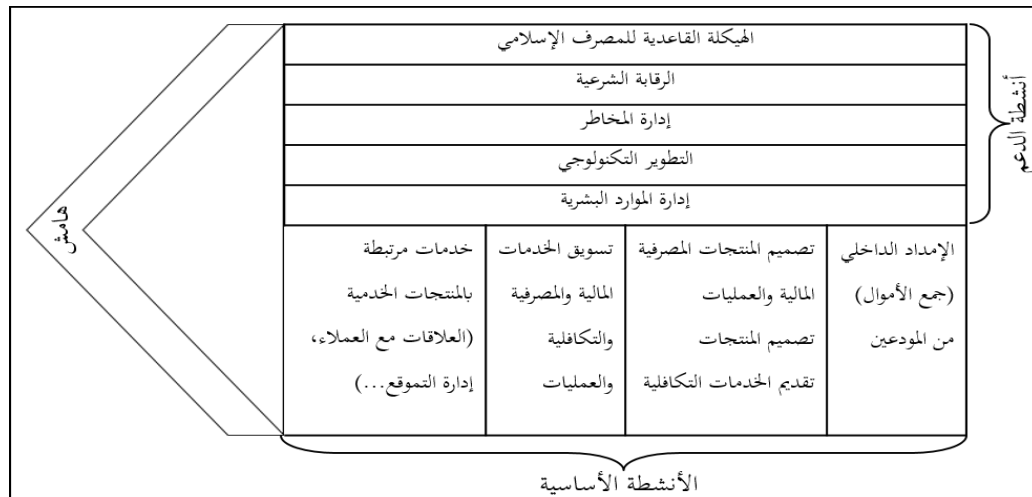 الهيكلة القاعدية للمصرف الإسلامي
الرقابة الشرعية
إدارة المخاطر
التطوير التكنولوجي
إدارة الموارد البشرية
أنشطة الدعم
الإمداد الداخلي
(جمع الأموال)
من المودعين
تصميم المنتجات المصرفية
المالية والعمليات
تصميم المنتجات
تقديم الخدمات التكافلية
تسويق الخدمات
المالية والمصرفية
والتكافلية
والعمليات
خدمات مرتبطة
بالمنتجات الخدمية
(العلاقات مع العملاء،
إدارة التموقع...)
هامش
الأنشطة الأساسية